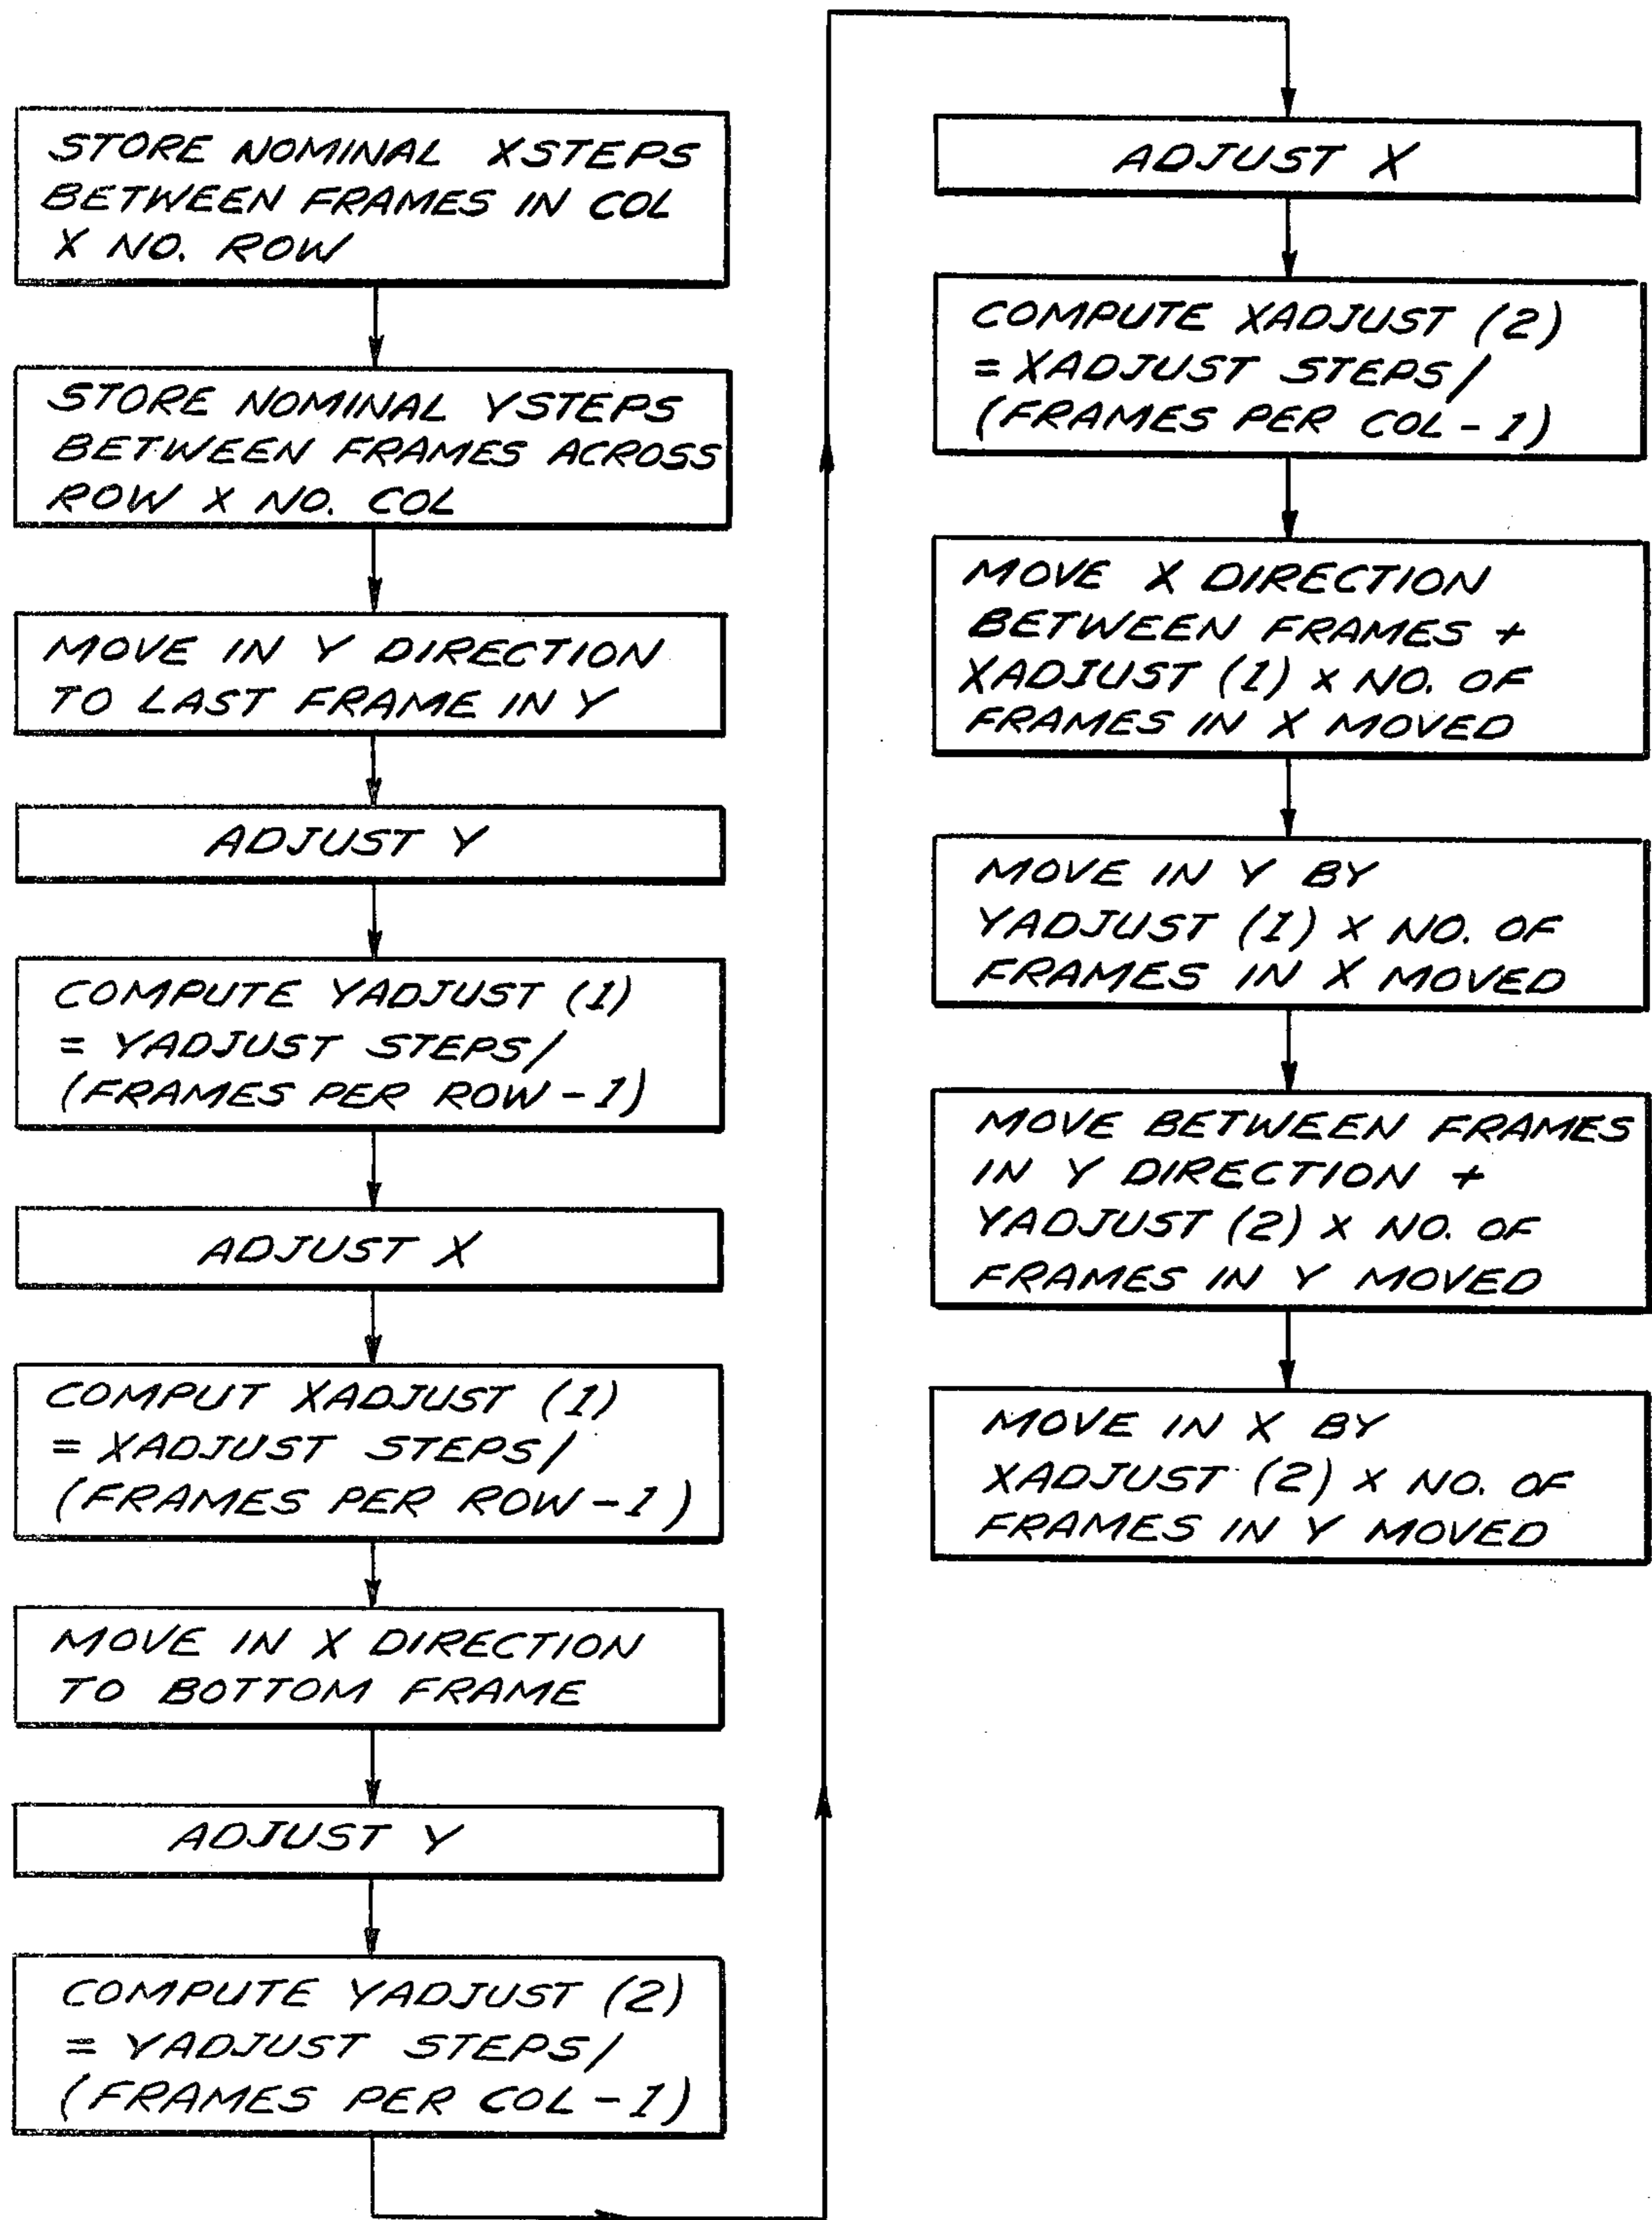 STORE NOMINAL XSTEPS
BETWEEN FRAMES IN COL
X NO. ROW
STORE NOMINAL YSTEPS
BETWEEN FRAMES ACROSS
ROW X NO. COL
MOVE IN Y DIRECTION
TO LAST FRAME IN Y
ADJUST Y
COMPUTE YADJUST (1)
= YADJUST STEPS/
(FRAMES PER ROW-1)
ADJUST X
COMPUT XADJUST (1)
= XADJUST STEPS/
(FRAMES PER ROW-1)
MOVE IN X DIRECTION
TO BOTTOM FRAME
ADJUST Y
COMPUTE YADJUST (2)
= YADJUST STEPS/
(FRAMES PER COL-1)
ADJUST X
COMPUTE XADJUST (2)
= XADJUST STEPS/
(FRAMES PER COL-1)
MOVE X DIRECTION
BETWEEN FRAMES +
XADJUST (1) X NO. OF
FRAMES IN X MOVED
MOVE IN Y BY
YADJUST (1) X NO. OF
FRAMES IN X MOVED
MOVE BETWEEN FRAMES
IN Y DIRECTION +
YADJUST (2) X NO. OF
FRAMES IN Y MOVED
MOVE IN X BY
XADJUST (2) X NO. OF
FRAMES IN Y MOVED